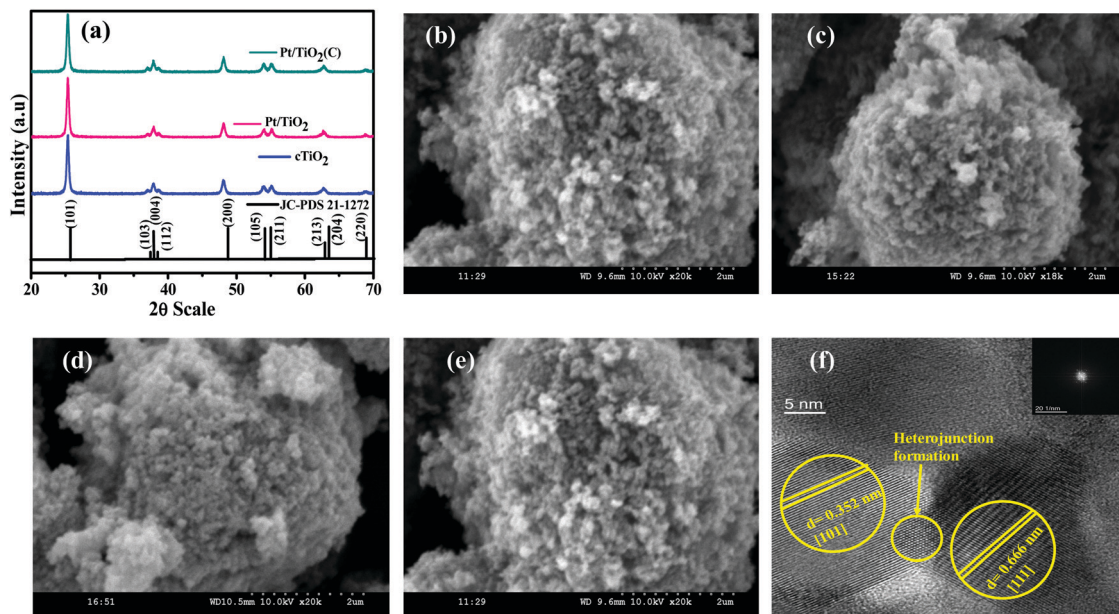 (a)
Intensity (a.u)
Pt/TiO2(C)
Pt/TiO2
cTiO2
JC-PDS 21-1272
(101)
(103)
(004)
(112)
(200)
(105)
(211)
(213)
(204)
(220)
20 30 40 50 60 70
2θ Scale
(b)
11:29 WD 9.6mm 10.0kV x20k 2um
(c)
15:22 WD 9.6mm 10.0kV x18k 2um
(d)
16:51 WD10.5mm 10.0kV x20k 2um
(e)
11:29 WD 9.6mm 10.0kV x20k 2um
(f)
5 nm
20 1/nm
Heterojunction
formation
d= 0.352 nm
[101]
d= 0.666 nm
[111]